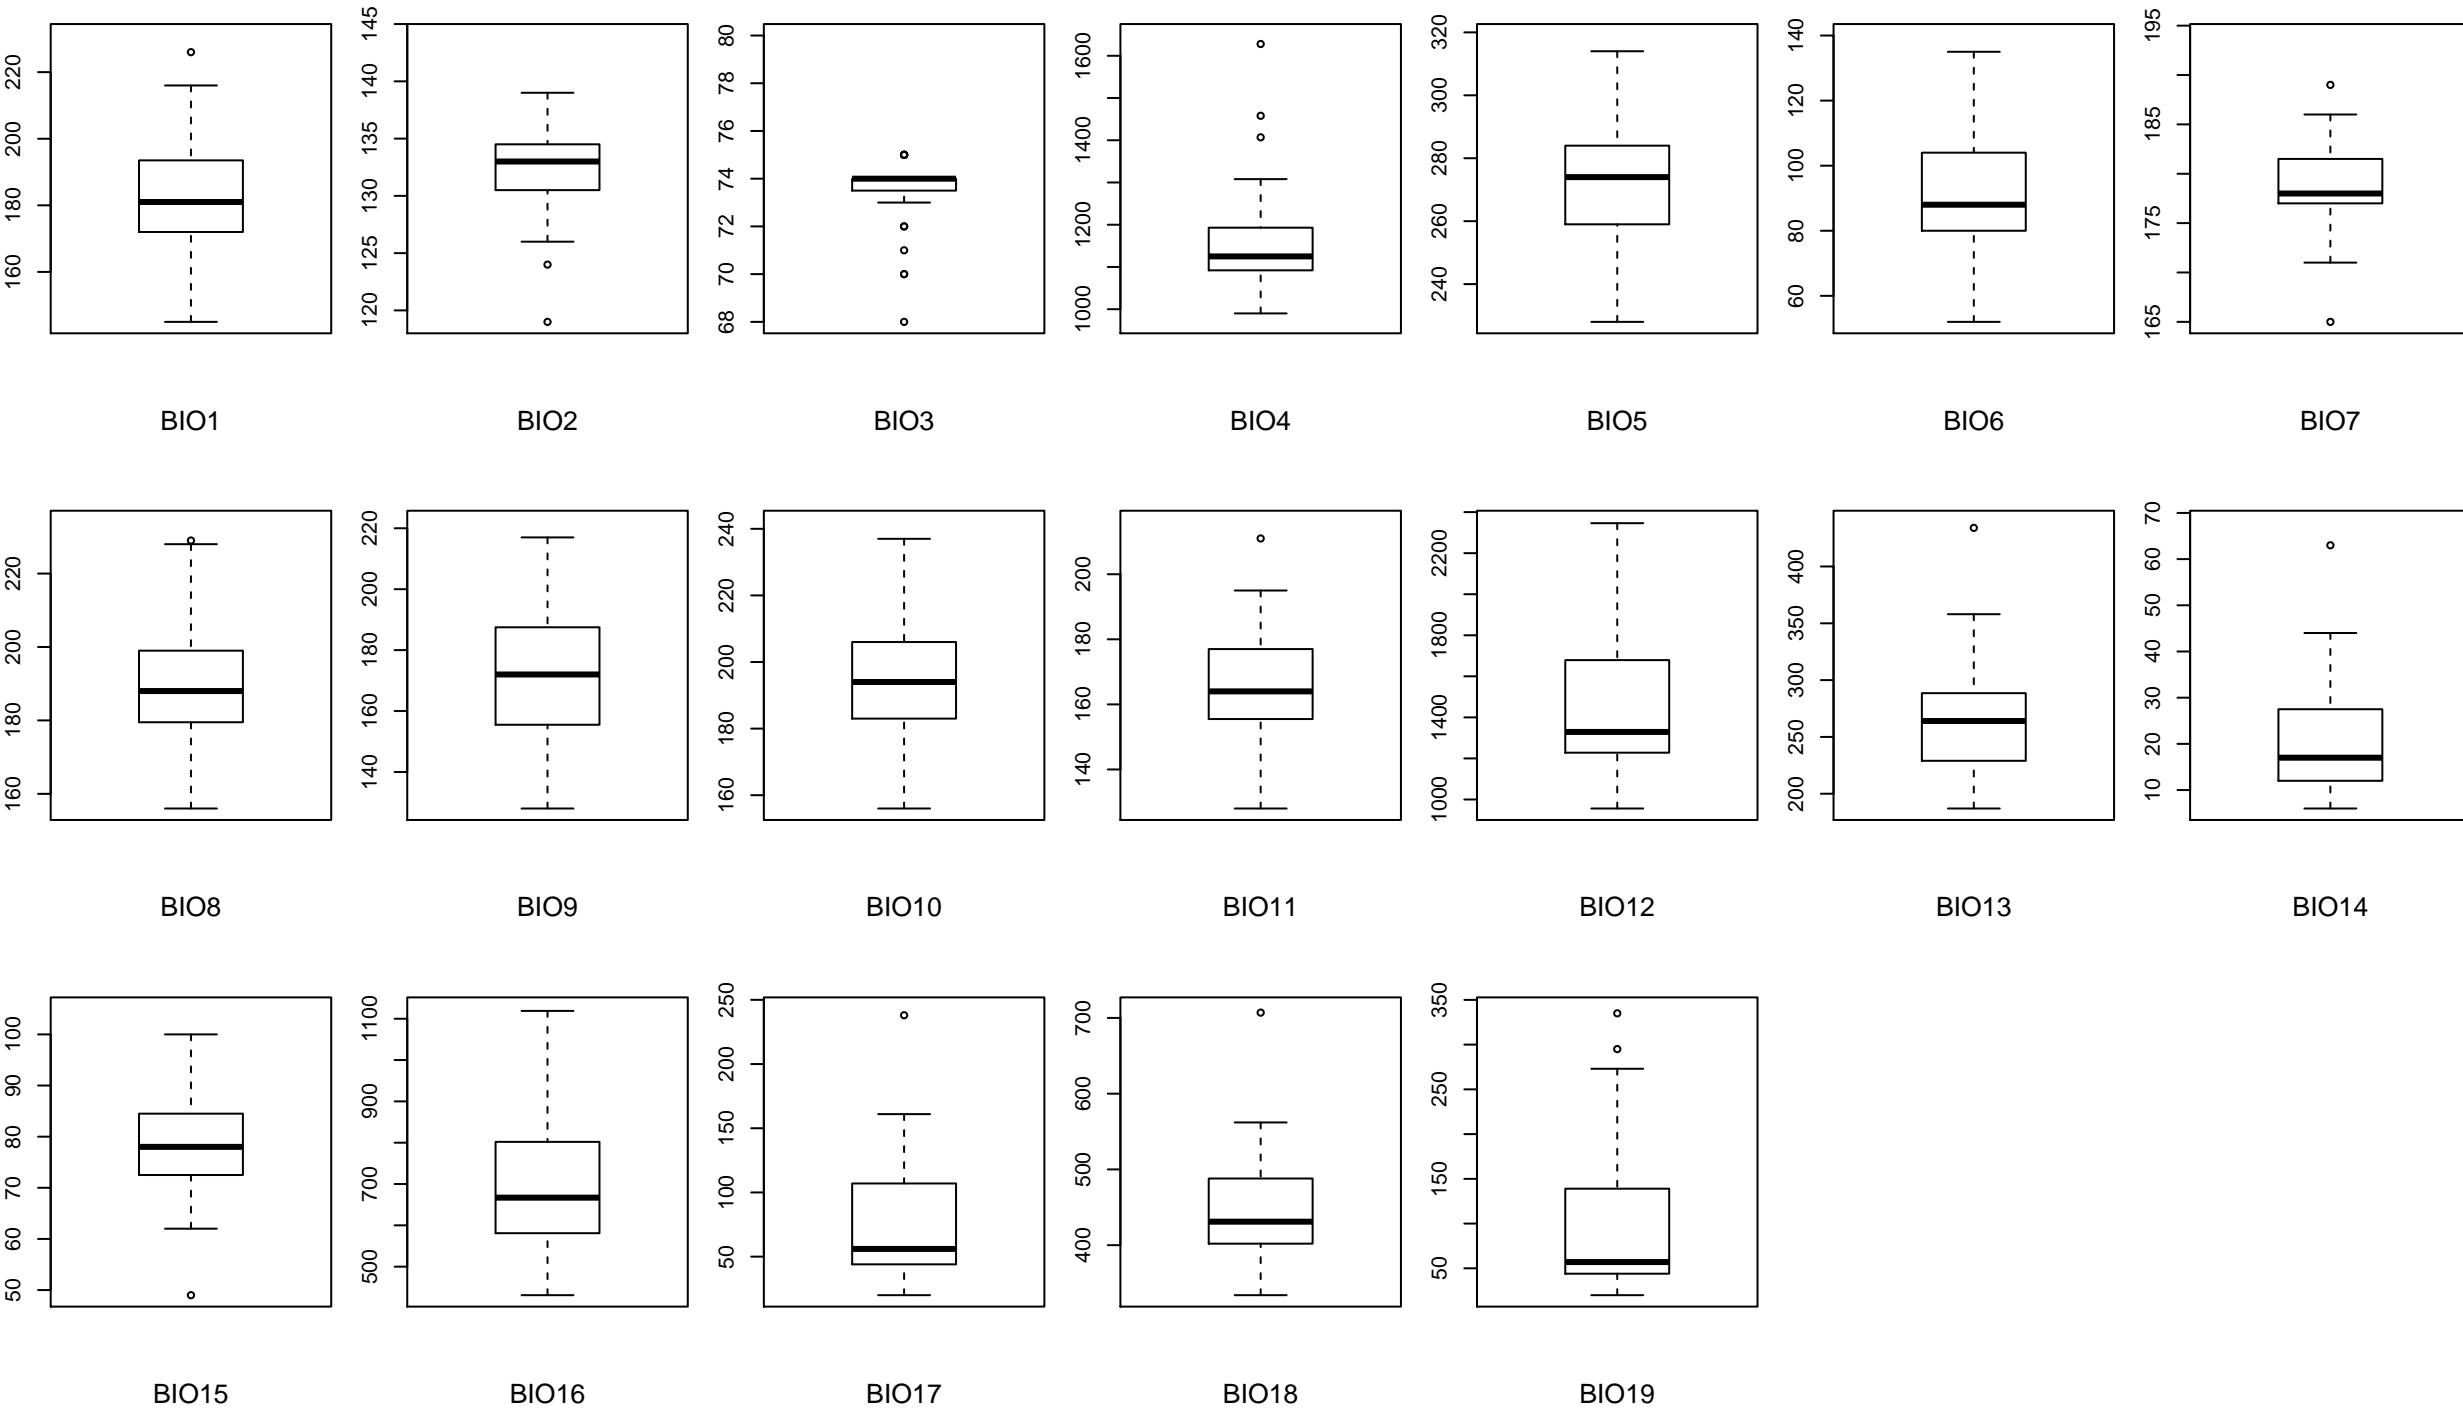 160 180 200 220
120 125 130 135 140 145
68 70 72 74 76 78 80
1000 1200 1400 1600
240 260 280 300 320
60 80 100 120 140
165 175 185 195
BIO1 BIO2 BIO3 BIO4 BIO5 BIO6 BIO7
160 180 200 220
140 160 180 200 220
160 180 200 220 240
140 160 180 200
1000 1400 1800 2200
200 250 300 350 400
10 20 30 40 50 60 70
BIO8 BIO9 BIO10 BIO11 BIO12 BIO13 BIO14
50 60 70 80 90 100
500 700 900 1100
50 100 150 200 250
400 500 600 700
50 150 250 350
BIO15 BIO16 BIO17 BIO18 BIO19